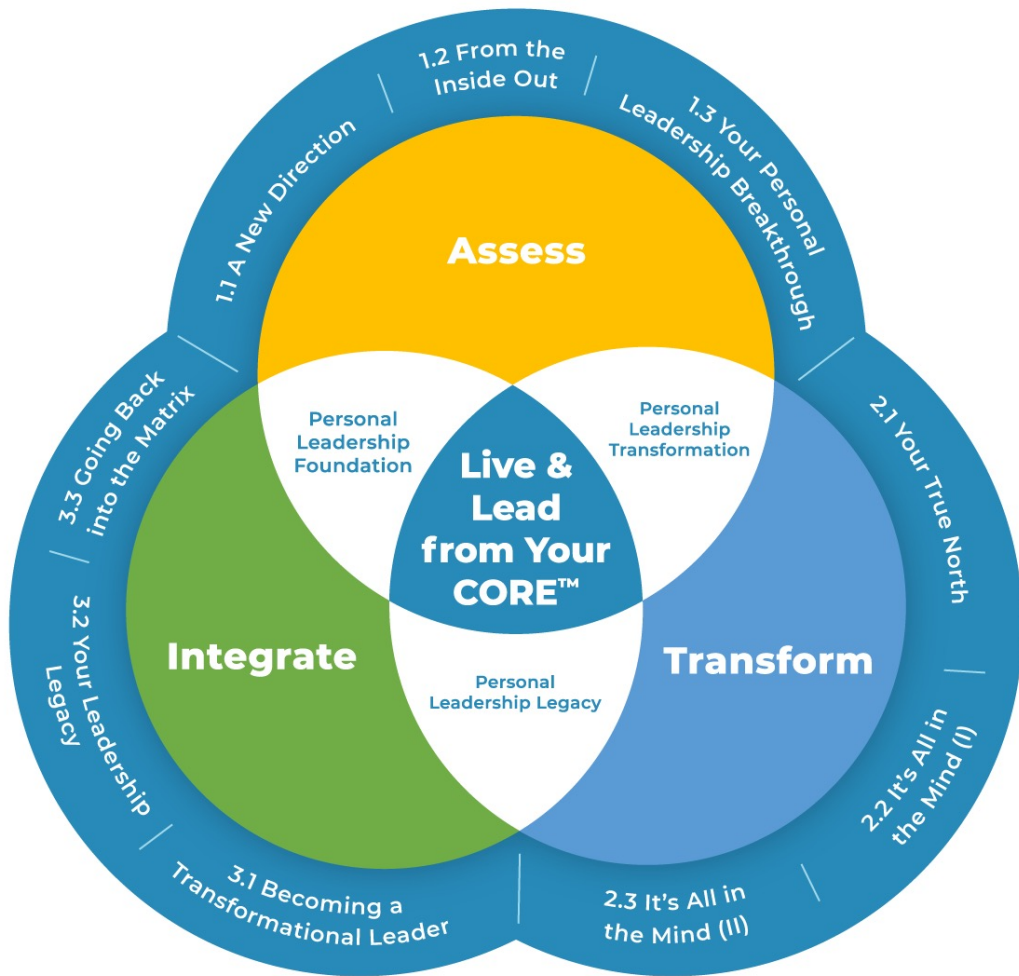 1.1 A New Direction
1.2 From the
Inside Out
1.3 Your Personal
Leadership Breakthrough
Assess
Personal
Leadership
Foundation
Personal
Leadership
Transformation
Live &
Lead
from Your
CORE™
Integrate
Transform
Personal
Leadership Legacy
2.1 Your True North
2.2 It's All in
the Mind (I)
2.3 It's All in
the Mind (II)
3.1 Becoming a
Transformational Leader
3.2 Your Leadership
Legacy
3.3 Going Back
into the Matrix